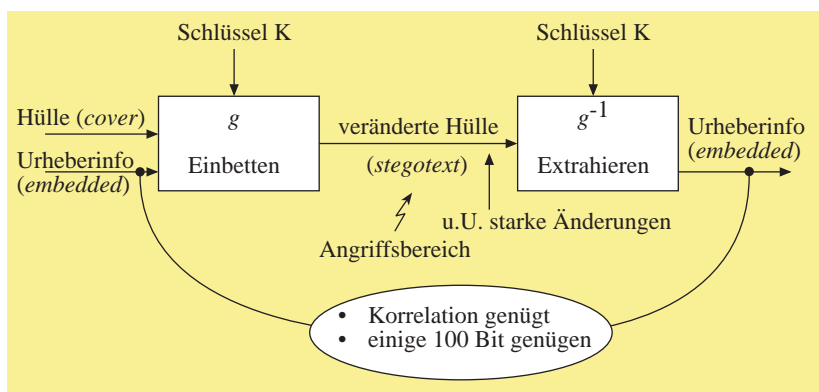 Schlüssel K
Schlüssel K
Hülle (cover)
Urheberinfo
(embedded)
g
Einbetten
veränderte Hülle
(stegotext)
g-1
Extrahieren
Urheberinfo
(embedded)
u.U. starke Änderungen
Angriffsbereich
• Korrelation genügt
• einige 100 Bit genügen